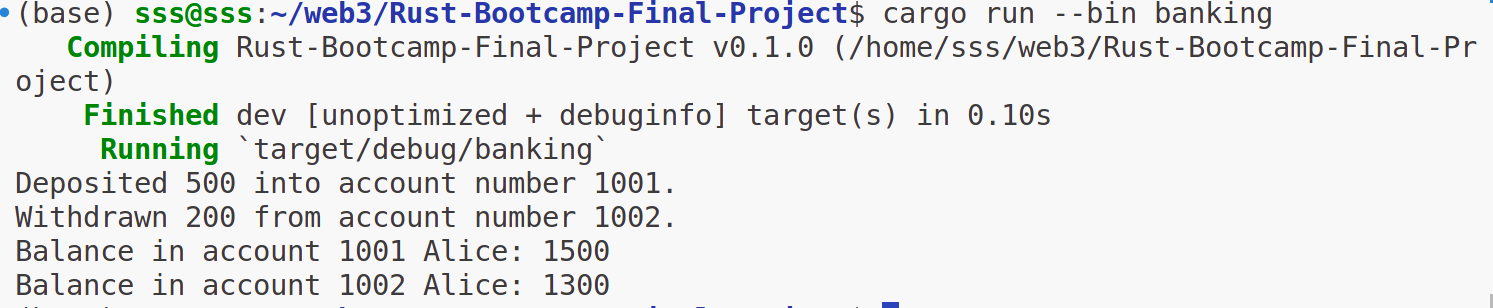 (base) sss@sss:~/web3/Rust-Bootcamp-Final-Project$ cargo run --bin banking
   Compiling Rust-Bootcamp-Final-Project v0.1.0 (/home/sss/web3/Rust-Bootcamp-Final-Pr
oject)
    Finished dev [unoptimized + debuginfo] target(s) in 0.10s
     Running `target/debug/banking`
Deposited 500 into account number 1001.
Withdrawn 200 from account number 1002.
Balance in account 1001 Alice: 1500
Balance in account 1002 Alice: 1300